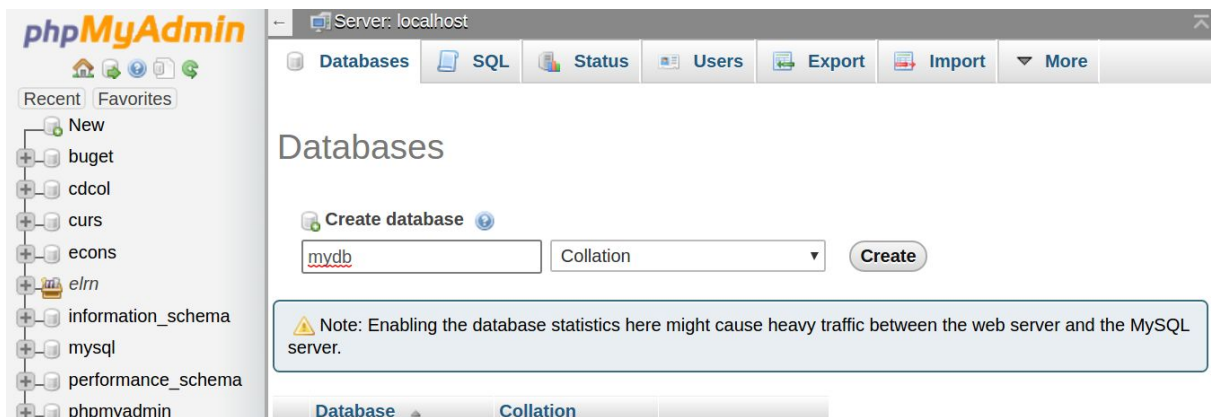 phpMyAdmin
Recent Favorites
New
buget
cdcol
curs
econs
elrn
information_schema
mysql
performance_schema
phpmyadmin
Server: localhost
Databases SQL Status Users Export Import More
Databases
Create database
mydb Collation Create
Note: Enabling the database statistics here might cause heavy traffic between the web server and the MySQL
server.
Database Collation